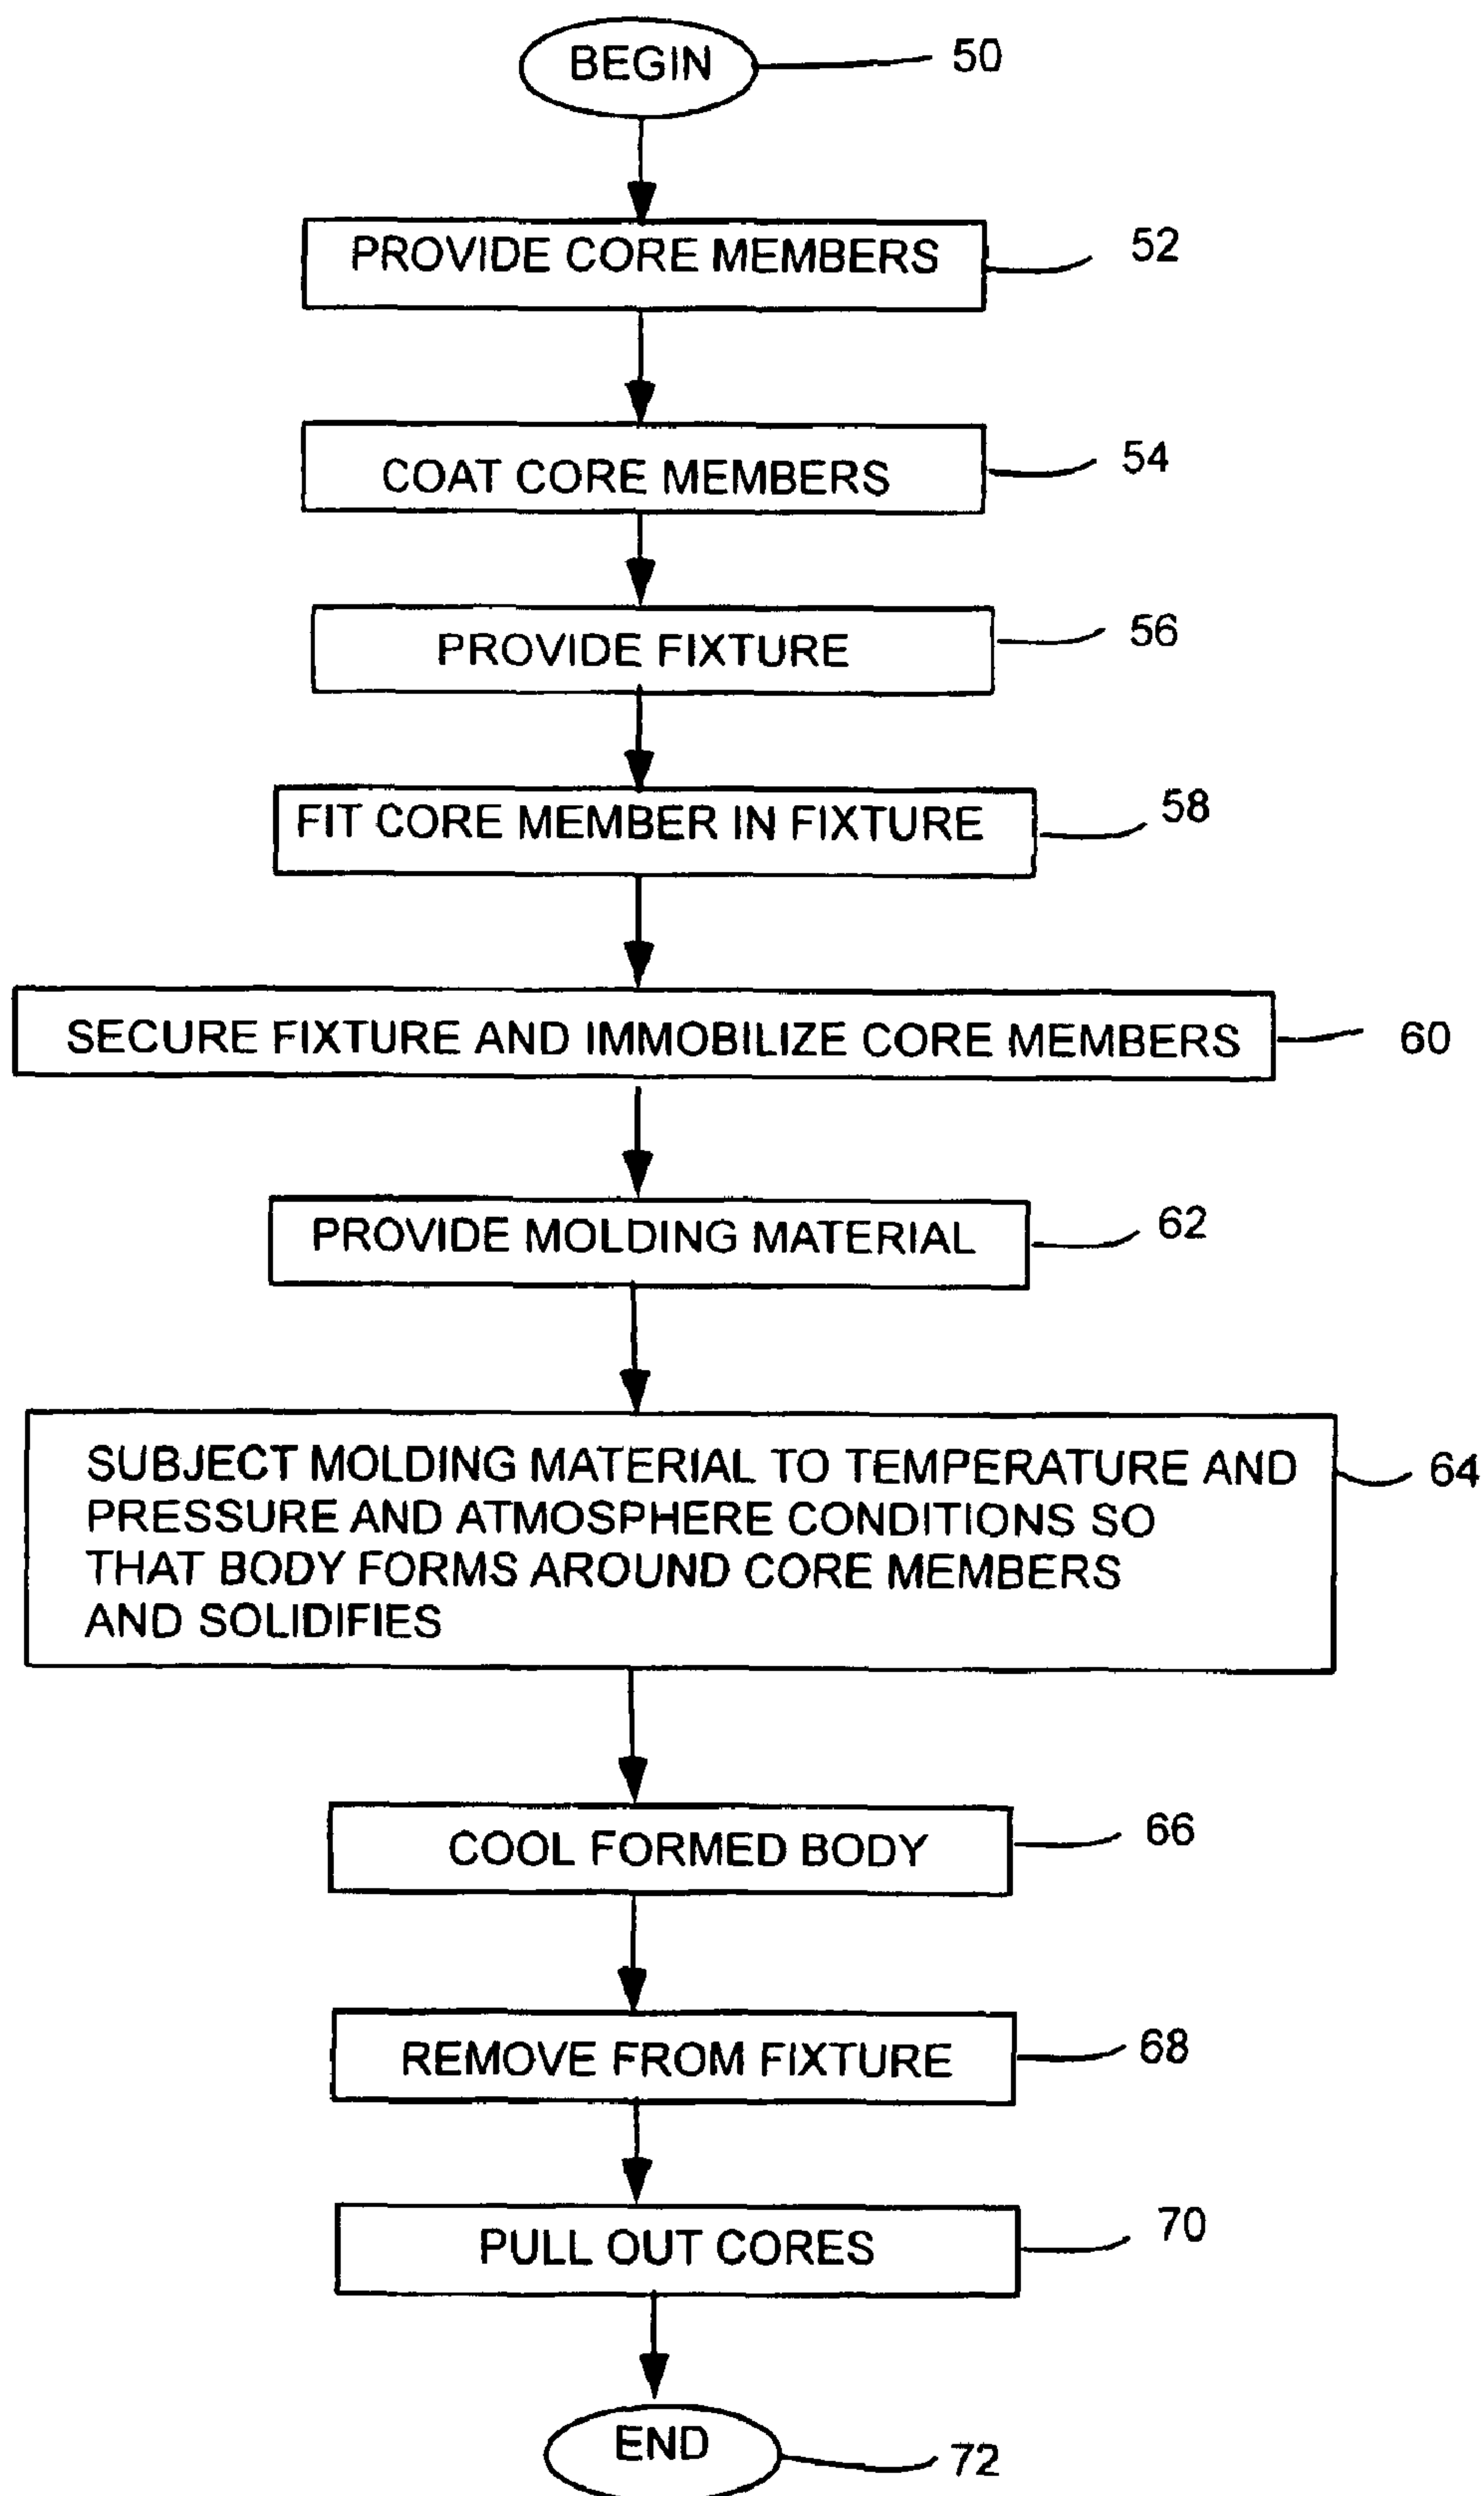 BEGIN 50
PROVIDE CORE MEMBERS 52
COAT CORE MEMBERS 54
PROVIDE FIXTURE 56
FIT CORE MEMBER IN FIXTURE 58
SECURE FIXTURE AND IMMOBILIZE CORE MEMBERS 60
PROVIDE MOLDING MATERIAL 62
SUBJECT MOLDING MATERIAL TO TEMPERATURE AND 64
PRESSURE AND ATMOSPHERE CONDITIONS SO
THAT BODY FORMS AROUND CORE MEMBERS
AND SOLIDIFIES
COOL FORMED BODY 66
REMOVE FROM FIXTURE 68
PULL OUT CORES 70
END 72